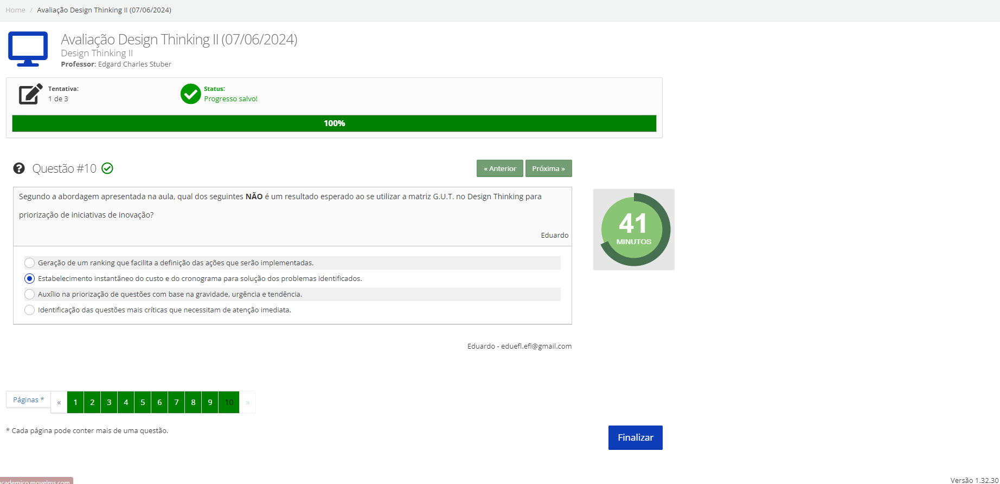 Home / Avaliação Design Thinking II (07/06/2024)
Avaliação Design Thinking II (07/06/2024)
Design Thinking II
Professor: Edgard Charles Stuber
Tentativa:
1 de 3
Status:
Progresso salvo!
100%
Questão #10
« Anterior
Próxima »
Segundo a abordagem apresentada na aula, qual dos seguintes NÃO é um resultado esperado ao se utilizar a matriz G.U.T. no Design Thinking para
priorização de iniciativas de inovação?
Eduardo
41
MINUTOS
Geração de um ranking que facilita a definição das ações que serão implementadas.
Estabelecimento instantâneo do custo e do cronograma para solução dos problemas identificados.
Auxílio na priorização de questões com base na gravidade, urgência e tendência.
Identificação das questões mais críticas que necessitam de atenção imediata.
Eduardo - eduefl.efl@gmail.com
Páginas * « 1 2 3 4 5 6 7 8 9 10 »
* Cada página pode conter mais de uma questão.
Finalizar
academico.movelms.com
Versão 1.32.30